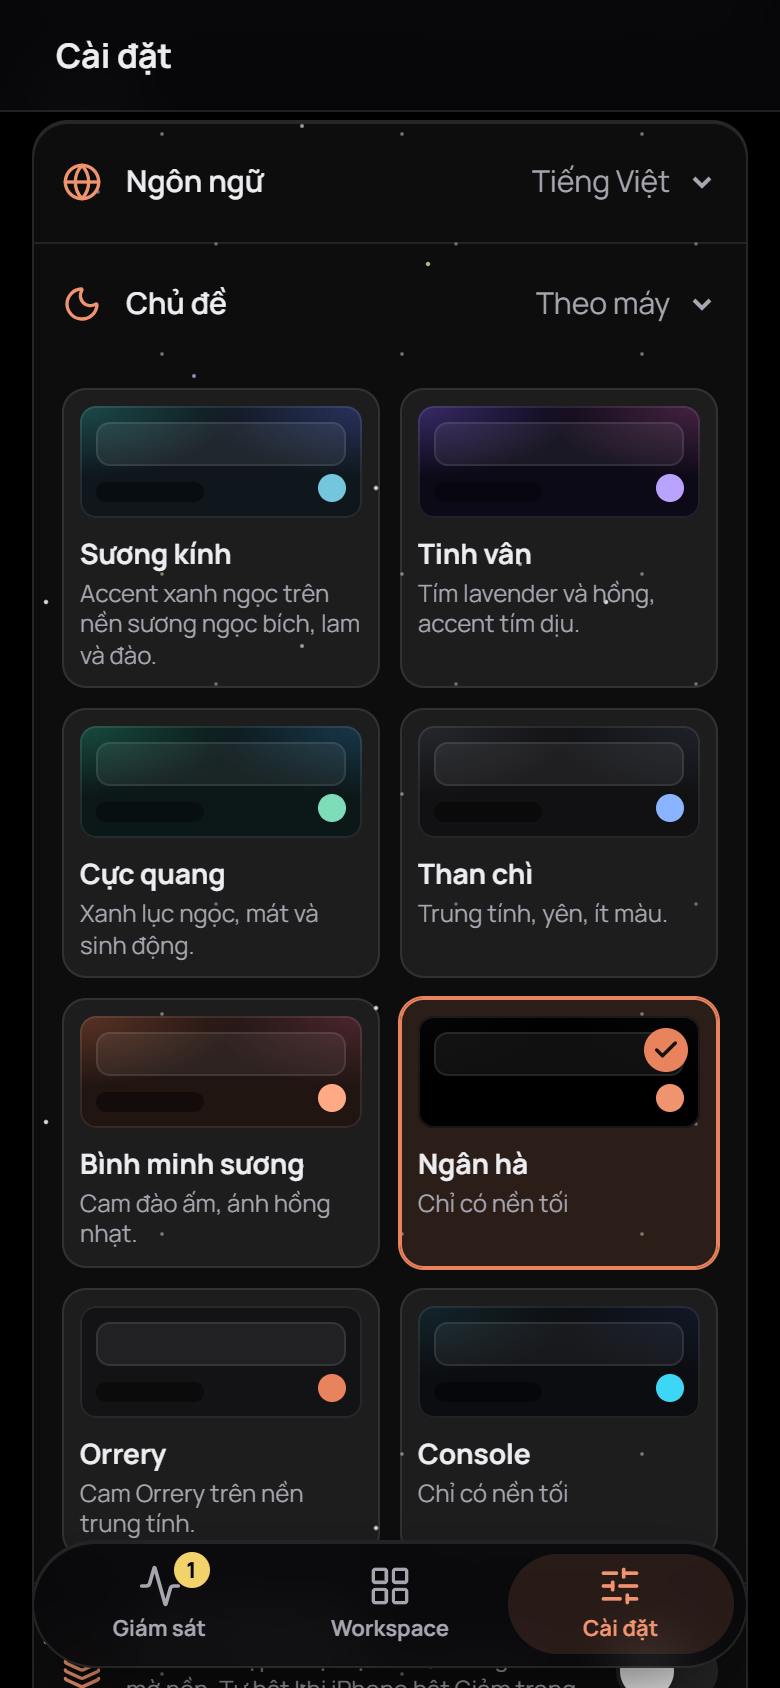 Cài đặt
Ngôn ngữ
Tiếng Việt
Chủ đề
Theo máy
Sương kính
Accent xanh ngọc trên
nền sương ngọc bích, lam
và đào.
Tinh vân
Tím lavender và hồng,
accent tím dịu.
Cực quang
Xanh lục ngọc, mát và
sinh động.
Than chì
Trung tính, yên, ít màu.
Bình minh sương
Cam đào ấm, ánh hồng
nhạt.
Ngân hà
Chỉ có nền tối
Orrery
Cam Orrery trên nền
trung tính.
Console
Chỉ có nền tối
1
Giám sát
Workspace
Cài đặt